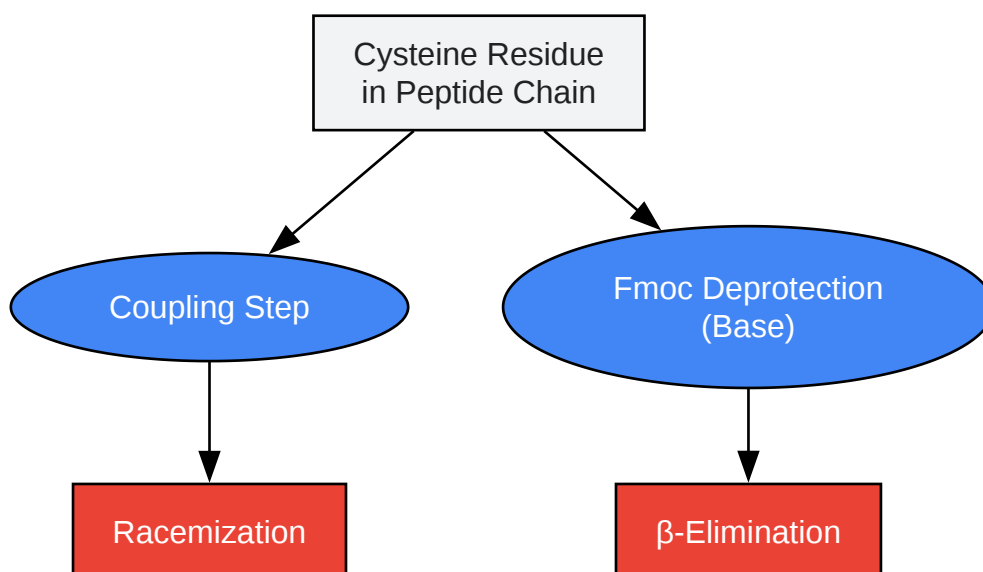 Cysteine Residue
in Peptide Chain
Coupling Step
Fmoc Deprotection
(Base)
Racemization
β-Elimination